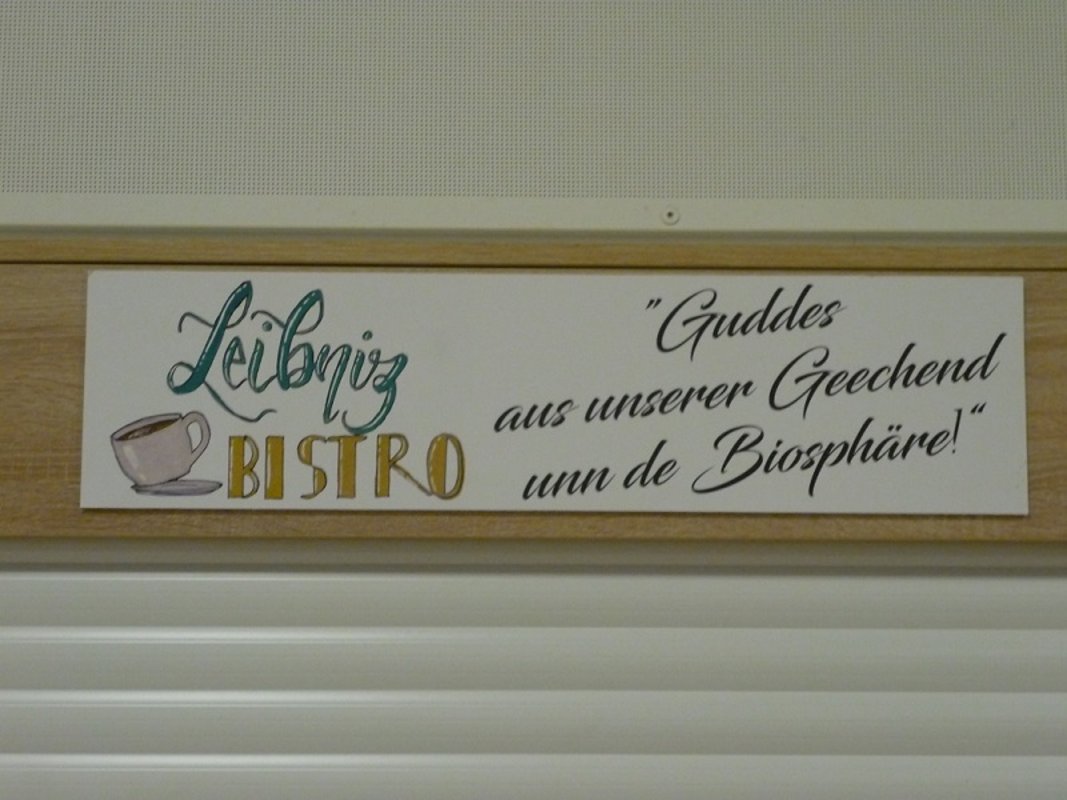 Leibniz
BISTRO
"Guddes
aus unserer Geechend
unn de Biosphäre!“